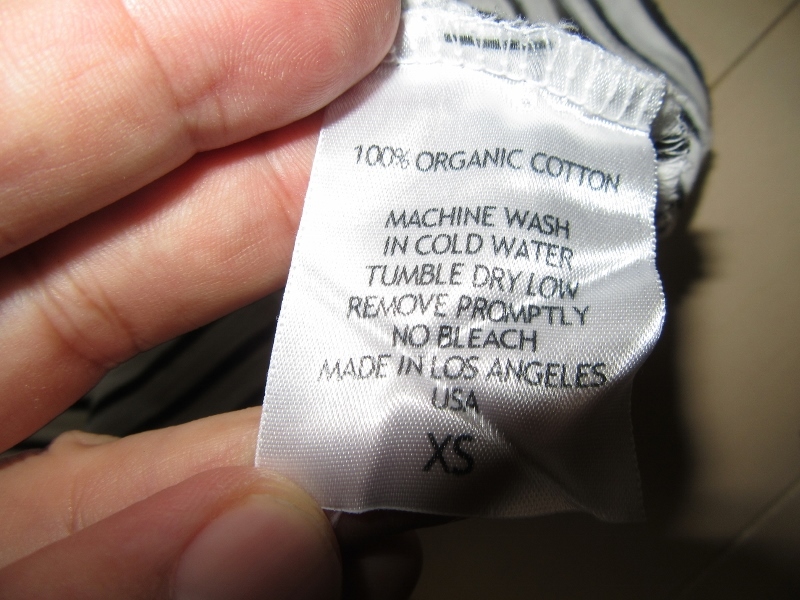 100% ORGANIC COTTON
MACHINE WASH
IN COLD WATER
TUMBLE DRY LOW
REMOVE PROMPTLY
NO BLEACH
MADE IN LOS ANGELES
USA
XS